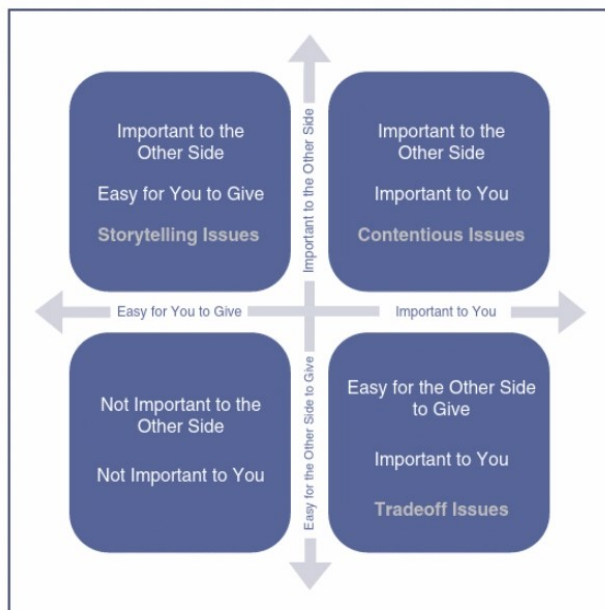 Important to the
Other Side
Easy for You to Give
Storytelling Issues
Important to the Other Side
Important to the
Other Side
Important to You
Contentious Issues
Easy for You to Give
Important to You
Not Important to the
Other Side
Not Important to You
Easy for the Other Side to Give
Easy for the Other Side
to Give
Important to You
Tradeoff Issues